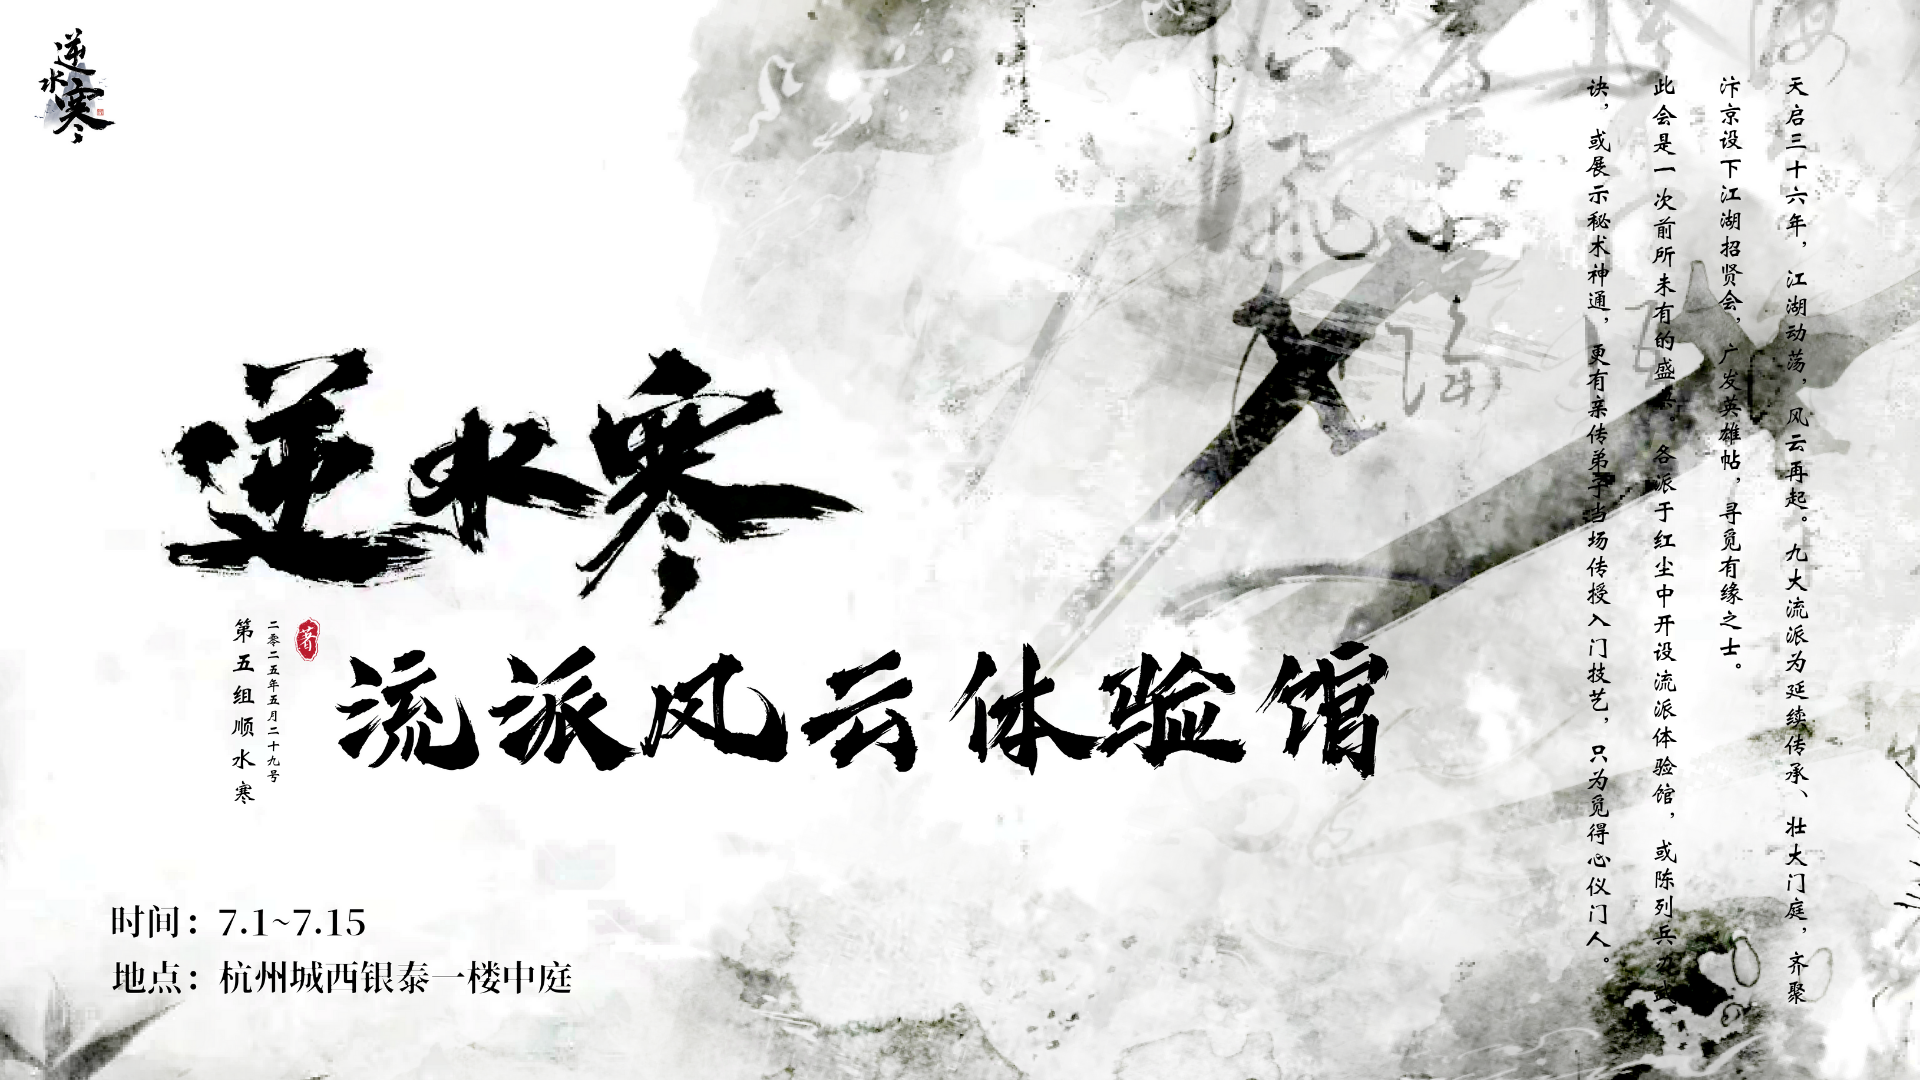 逆水寒
逆水寒
流派风云体验馆
著
二零二五年五月二十九号
第五组顺水寒
时间：7.1~7.15
地点：杭州城西银泰一楼中庭
天启三十六年，江湖动荡，风云再起。九大流派为延续传承、壮大门庭，齐聚
汴京设下江湖招贤会，广发英雄帖，寻觅有缘之士。
此会是一次前所未有的盛会。各派于红尘中开设流派体验馆，或陈列兵刃武
诀，或展示秘术神通，更有亲传弟子当场传授入门技艺，只为觅得心仪门人。